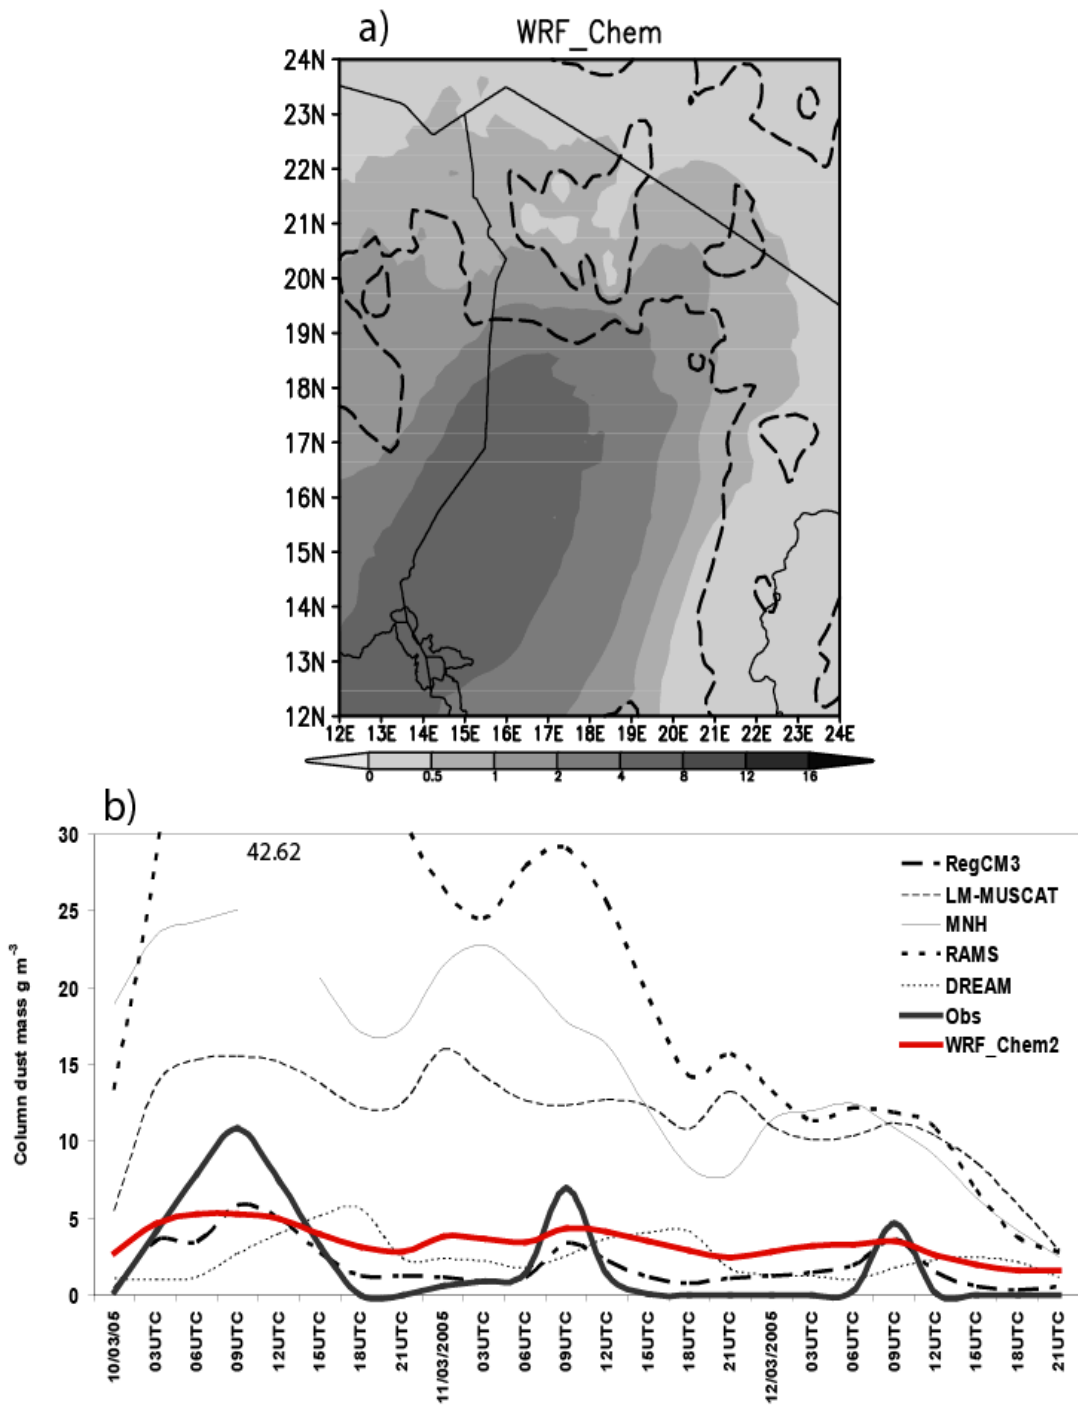 a)
WRF_Chem
24N
23N
22N
21N
20N
19N
18N
17N
16N
15N
14N
13N
12N
12E 13E 14E 15E 16E 17E 18E 19E 20E 21E 22E 23E 24E
0 0.5 1 2 4 8 12 16
b)
30
25
20
15
10
5
0
Column dust mass g m⁻³
42.62
RegCM3
LM-MUSCAT
MNH
RAMS
DREAM
Obs
WRF_Chem2
10/03/05 03UTC 06UTC 09UTC 12UTC 15UTC 18UTC 21UTC 11/03/2005 03UTC 06UTC 09UTC 12UTC 15UTC 18UTC 21UTC 12/03/2005 03UTC 06UTC 09UTC 12UTC 15UTC 18UTC 21UTC